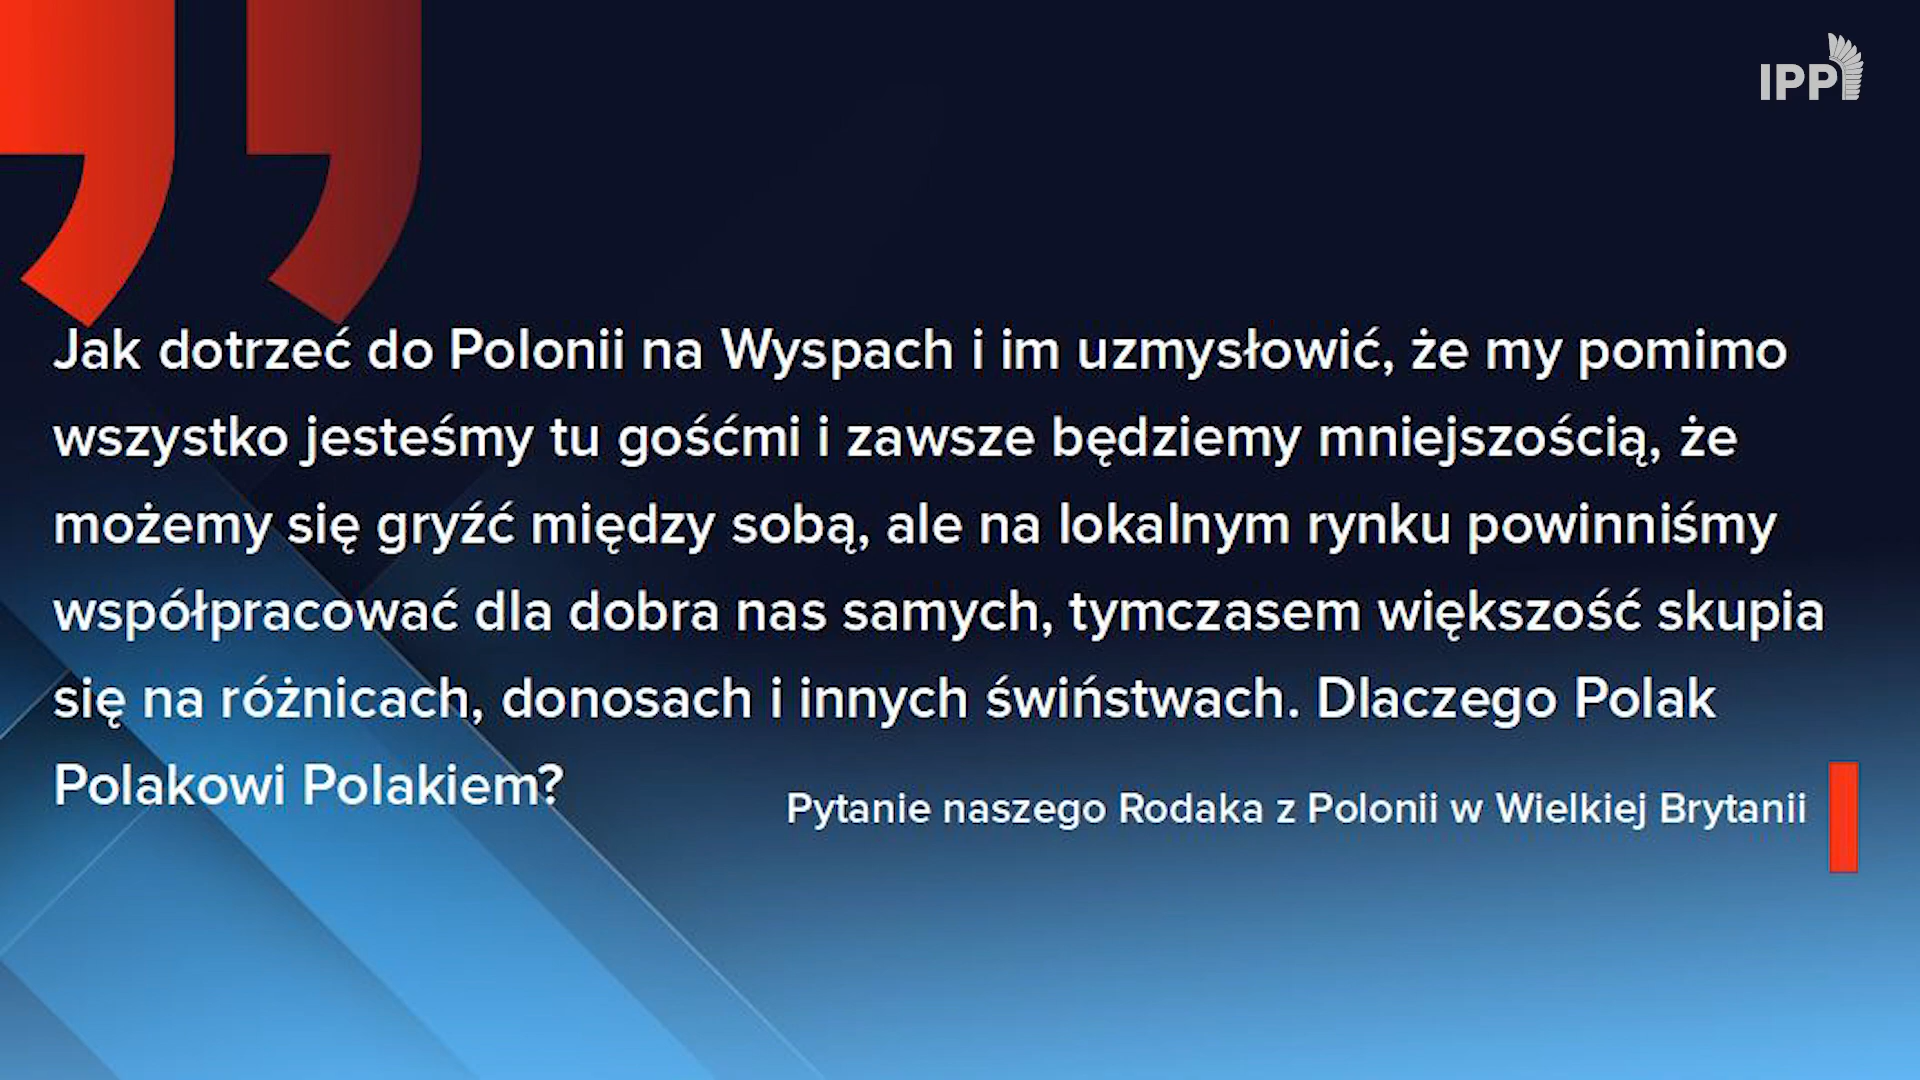 IPP
Jak dotrzeć do Polonii na Wyspach i im uzmysłowić, że my pomimo
wszystko jesteśmy tu gośćmi i zawsze będziemy mniejszością, że
możemy się gryźć między sobą, ale na lokalnym rynku powinniśmy
współpracować dla dobra nas samych, tymczasem większość skupia
się na różnicach, donosach i innych świństwach. Dlaczego Polak
Polakowi Polakiem?
Pytanie naszego Rodaka z Polonii w Wielkiej Brytanii